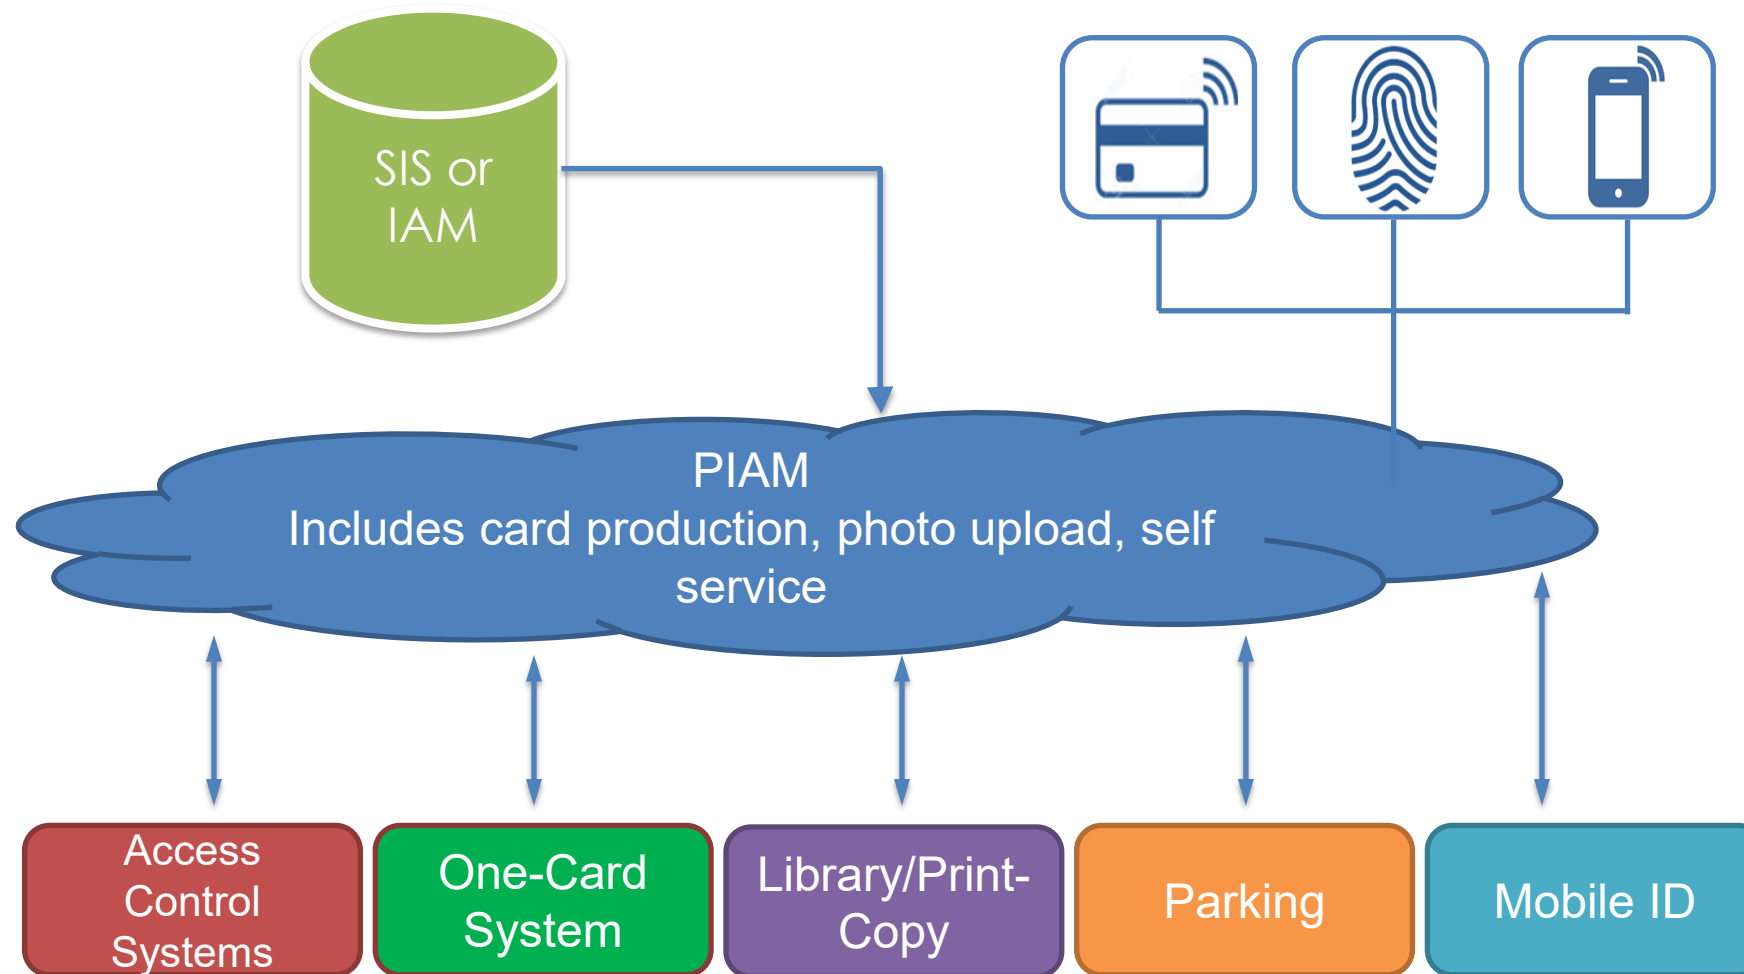 SIS or
IAM
PIAM
Includes card production, photo upload, self
service
Access
Control
Systems
One-Card
System
Library/Print-
Copy
Parking
Mobile ID